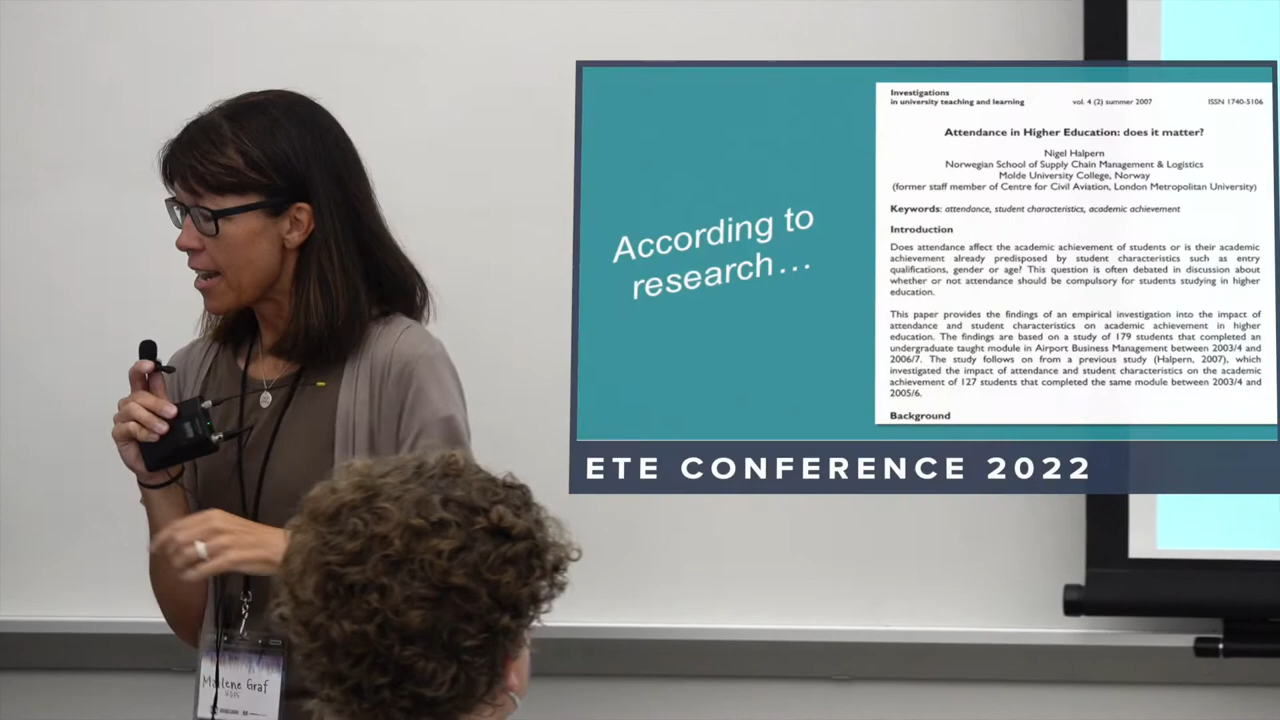 According to
research...
Investigations
in university teaching and learning vol. 4 (2) summer 2007 ISSN 1740-5106
Attendance in Higher Education: does it matter?
Nigel Halpern
Norwegian School of Supply Chain Management & Logistics
Molde University College, Norway
(former staff member of Centre for Civil Aviation, London Metropolitan University)
Keywords: attendance, student characteristics, academic achievement
Introduction
Does attendance affect the academic achievement of students or is their academic
achievement already predisposed by student characteristics such as entry
qualifications, gender or age? This question is often debated in discussion about
whether or not attendance should be compulsory for students studying in higher
education.
This paper provides the findings of an empirical investigation into the impact of
attendance and student characteristics on academic achievement in higher
education. The findings are based on a study of 179 students that completed an
undergraduate taught module in Airport Business Management between 2003/4 and
2006/7. The study follows on from a previous study (Halpern, 2007), which
investigated the impact of attendance and student characteristics on the academic
achievement of 127 students that completed the same module between 2003/4 and
2005/6.
Background
ETE CONFERENCE 2022
Marlene Graf